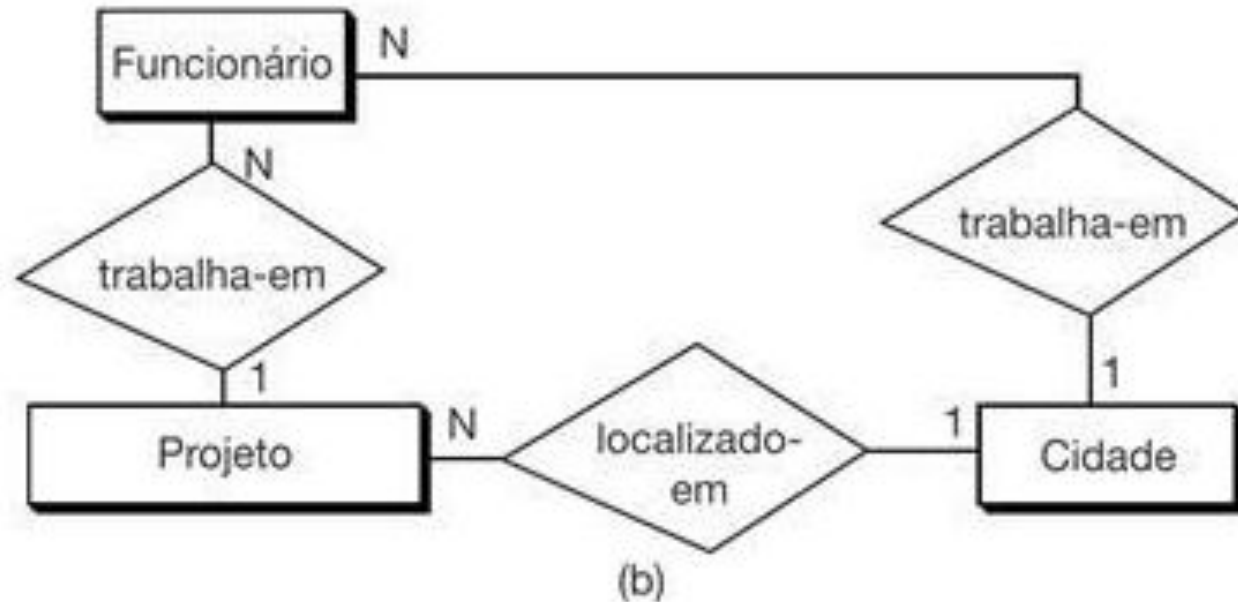 Funcionário
N
N
trabalha-em
trabalha-em
1
1
Projeto
N
localizado-
em
1
Cidade
(b)